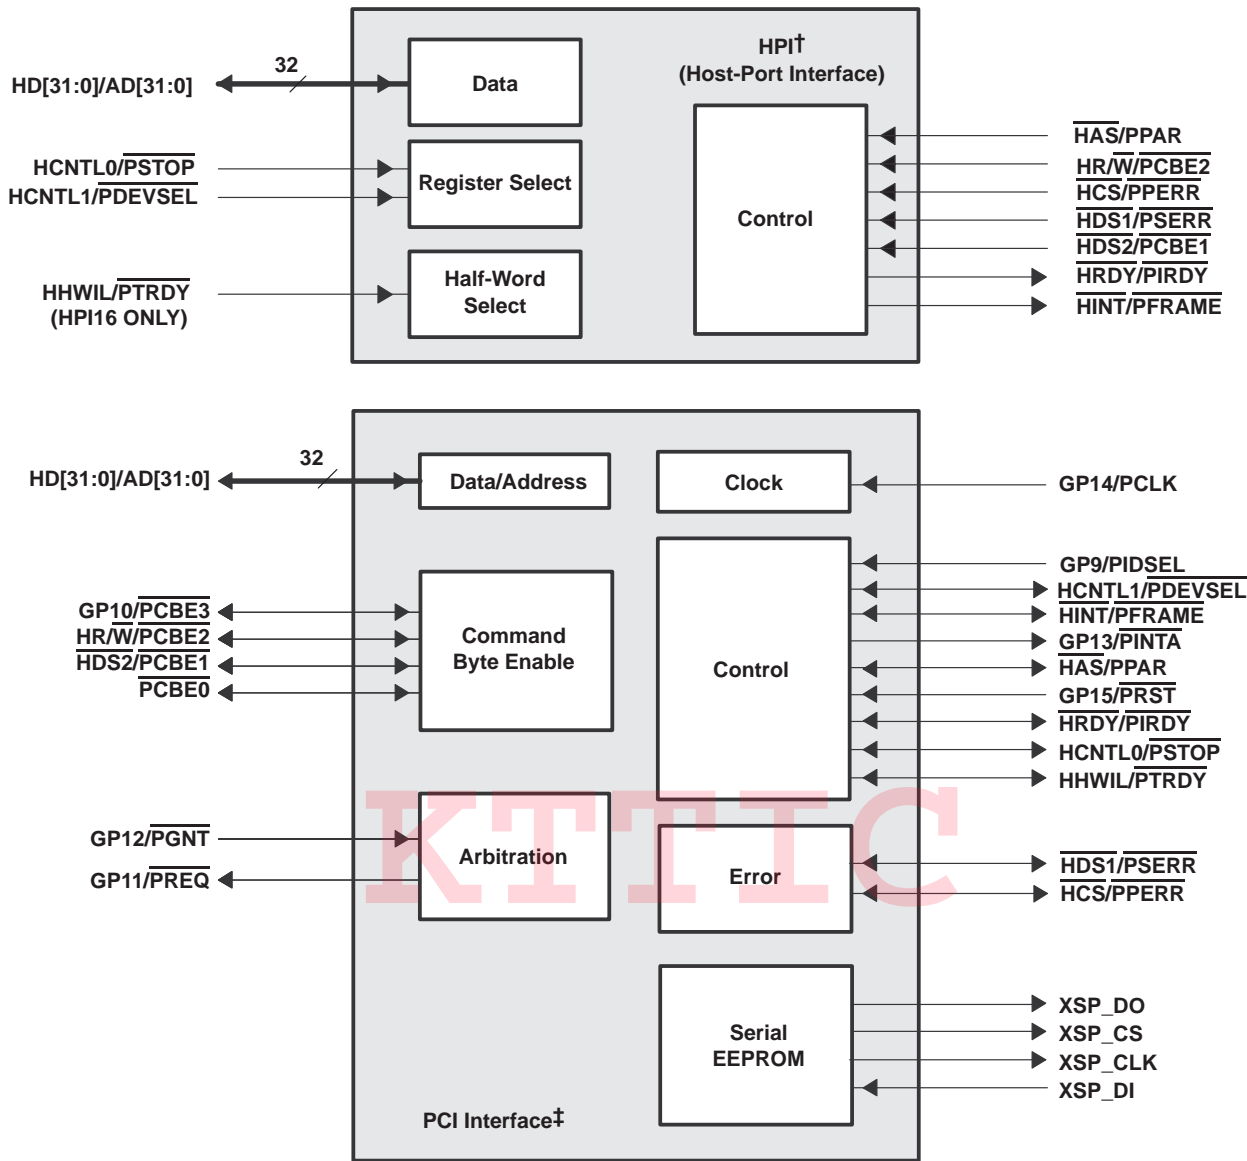 HPI†
(Host-Port Interface)
32
HD[31:0]/AD[31:0]
Data
HCNTL0/PSTOP
HCNTL1/PDEVSEL
Register Select
HHWIL/PTRDY
(HPI16 ONLY)
Half-Word
Select
Control
HAS/PPAR
HR/W/PCBE2
HCS/PPERR
HDS1/PSERR
HDS2/PCBE1
HRDY/PIRDY
HINT/PFRAME
32
HD[31:0]/AD[31:0]
Data/Address
Clock
GP14/PCLK
GP10/PCBE3
HR/W/PCBE2
HDS2/PCBE1
PCBE0
Command
Byte Enable
Control
GP9/PIDSEL
HCNTL1/PDEVSEL
HINT/PFRAME
GP13/PINTA
HAS/PPAR
GP15/PRST
HRDY/PIRDY
HCNTL0/PSTOP
HHWIL/PTRDY
KTTIC
GP12/PGNT
GP11/PREQ
Arbitration
Error
HDS1/PSERR
HCS/PPERR
Serial
EEPROM
XSP_DO
XSP_CS
XSP_CLK
XSP_DI
PCI Interface‡